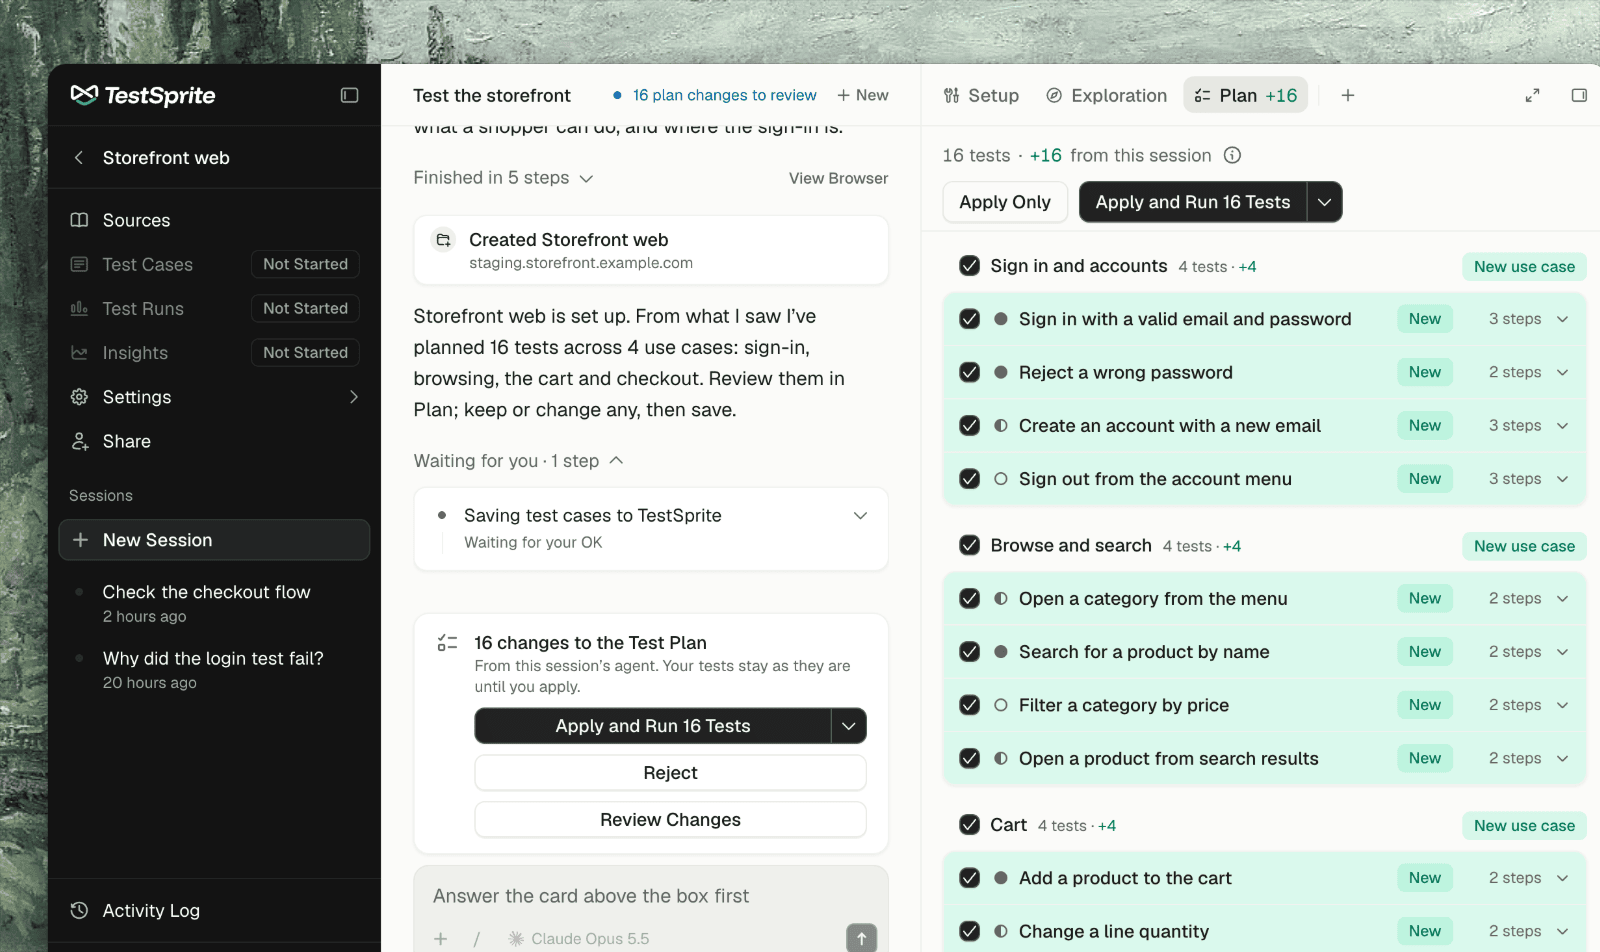 TestSprite
Storefront web
Sources
Test Cases Not Started
Test Runs Not Started
Insights Not Started
Settings
Share
Sessions
New Session
Check the checkout flow
2 hours ago
Why did the login test fail?
20 hours ago
Activity Log
Test the storefront
16 plan changes to review
+ New
what a shopper can do, and where the sign-in is.
Finished in 5 steps
View Browser
Created Storefront web
staging.storefront.example.com
Storefront web is set up. From what I saw I’ve
planned 16 tests across 4 use cases: sign-in,
browsing, the cart and checkout. Review them in
Plan; keep or change any, then save.
Waiting for you · 1 step
Saving test cases to TestSprite
Waiting for your OK
16 changes to the Test Plan
From this session’s agent. Your tests stay as they are
until you apply.
Apply and Run 16 Tests
Reject
Review Changes
Answer the card above the box first
+ / Claude Opus 5.5
Setup
Exploration
Plan +16
16 tests · +16 from this session
Apply Only
Apply and Run 16 Tests
Sign in and accounts 4 tests · +4 New use case
Sign in with a valid email and password New 3 steps
Reject a wrong password New 2 steps
Create an account with a new email New 3 steps
Sign out from the account menu New 3 steps
Browse and search 4 tests · +4 New use case
Open a category from the menu New 2 steps
Search for a product by name New 2 steps
Filter a category by price New 2 steps
Open a product from search results New 2 steps
Cart 4 tests · +4 New use case
Add a product to the cart New 2 steps
Change a line quantity New 2 steps